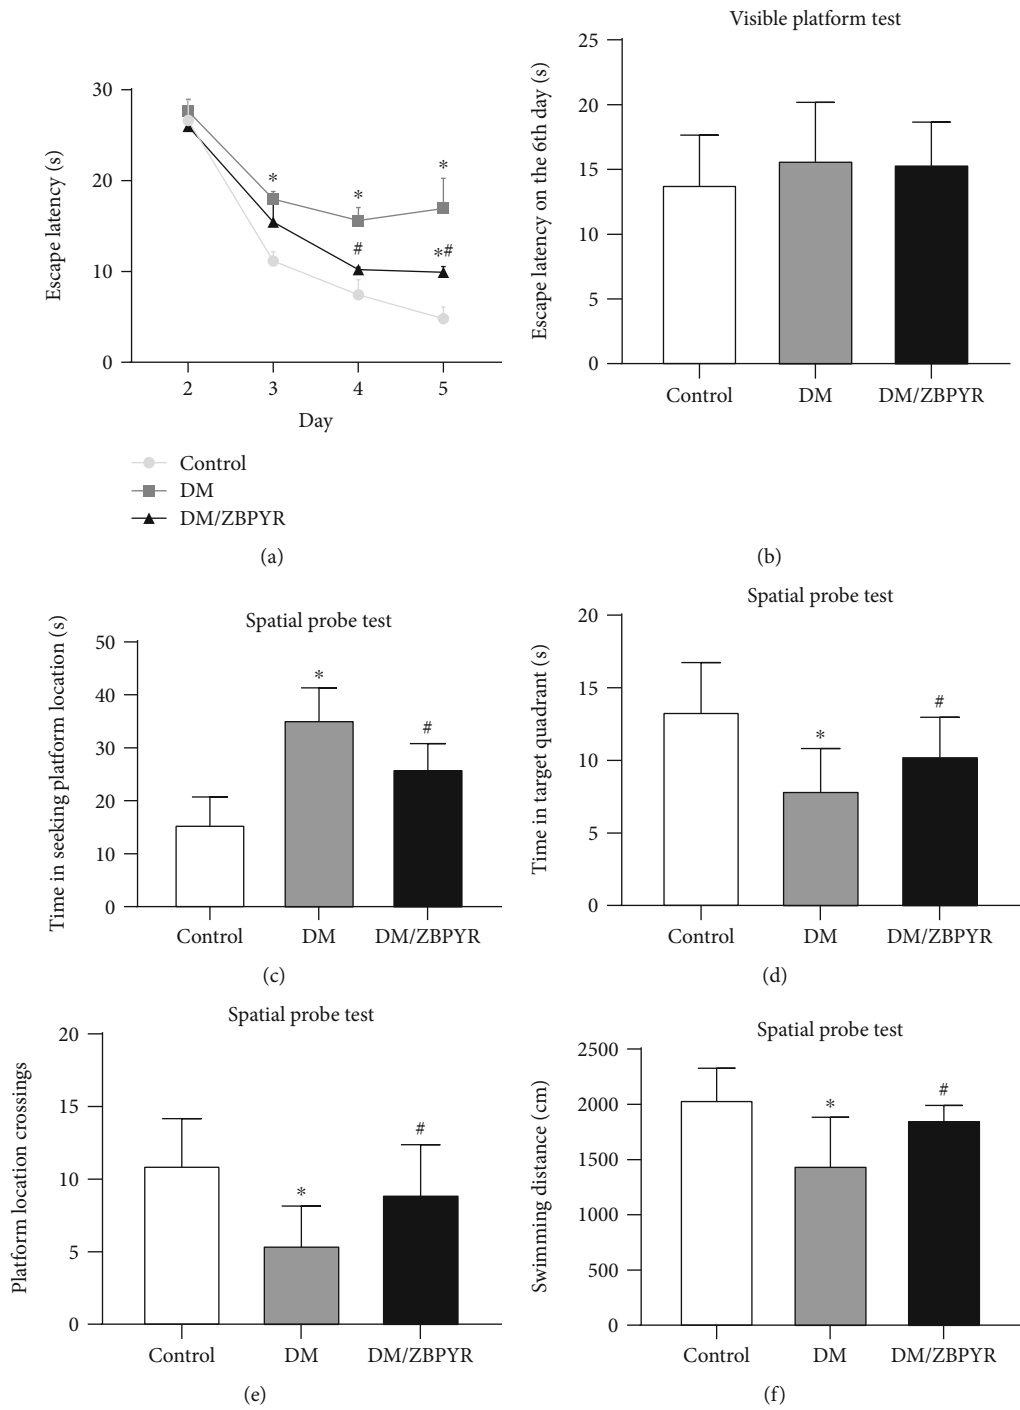 30
20
10
0
Escape latency (s)
*
*
*
#
*#
2 3 4 5
Day
Control
DM
DM/ZBPYR
(a)
Visible platform test
25
20
15
10
5
0
Escape latency on the 6th day (s)
Control DM DM/ZBPYR
(b)
Spatial probe test
50
40
30
20
10
0
Time in seeking platform location (s)
*
#
Control DM DM/ZBPYR
(c)
Spatial probe test
20
15
10
5
0
Time in target quadrant (s)
*
#
Control DM DM/ZBPYR
(d)
Spatial probe test
20
15
10
5
0
Platform location crossings
*
#
Control DM DM/ZBPYR
(e)
Spatial probe test
2500
2000
1500
1000
500
0
Swimming distance (cm)
*
#
Control DM DM/ZBPYR
(f)